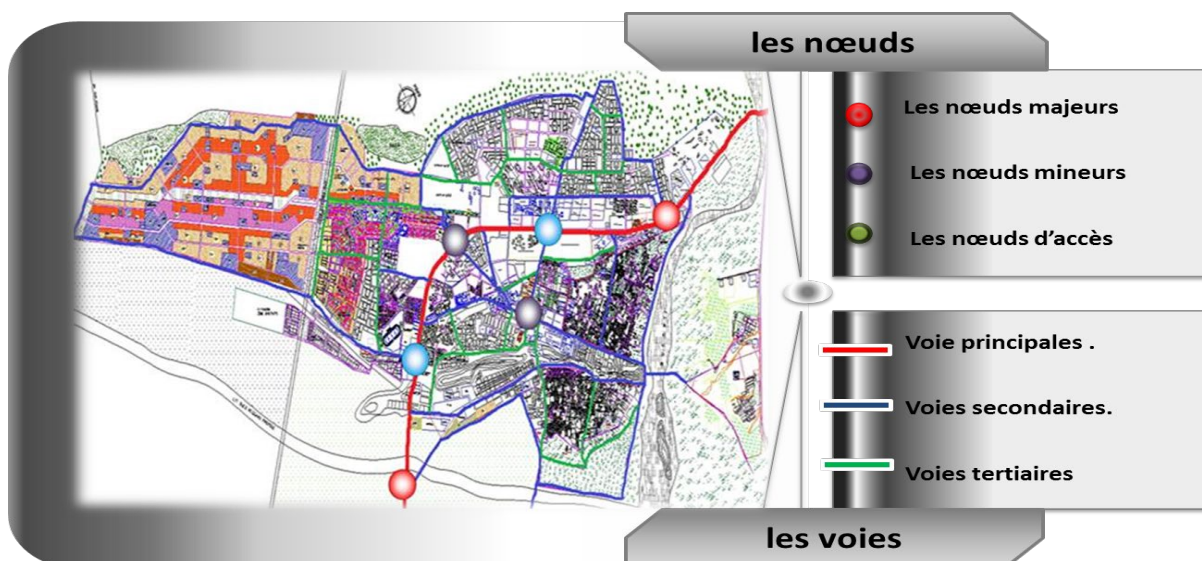 les nœuds
Les nœuds majeurs
Les nœuds mineurs
Les nœuds d’accès
Voie principales .
Voies secondaires.
Voies tertiaires
les voies